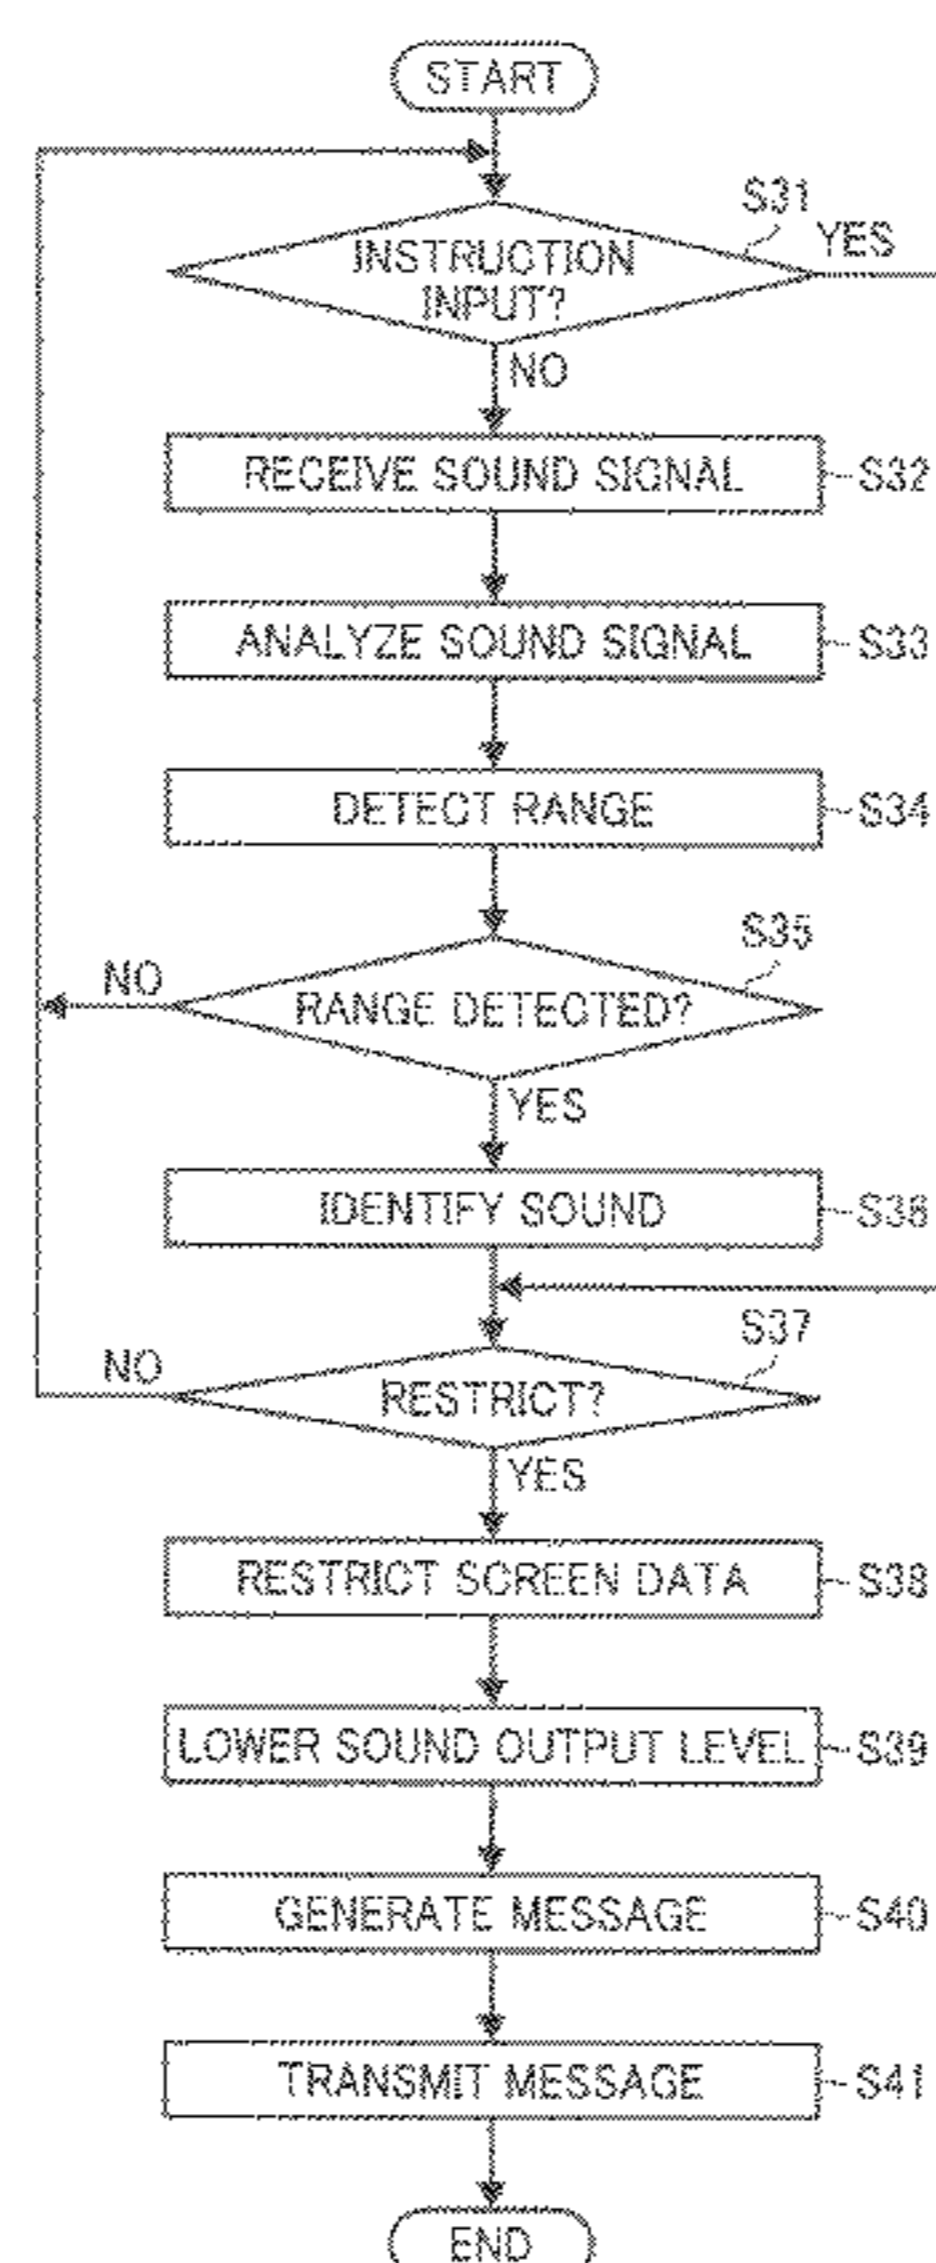 START
S31
YES
INSTRUCTION
INPUT?
NO
RECEIVE SOUND SIGNAL
S32
ANALYZE SOUND SIGNAL
S33
DETECT RANGE
S34
S35
NO
RANGE DETECTED?
YES
IDENTIFY SOUND
S36
S37
NO
RESTRICT?
YES
RESTRICT SCREEN DATA
S38
LOWER SOUND OUTPUT LEVEL
S39
GENERATE MESSAGE
S40
TRANSMIT MESSAGE
S41
END